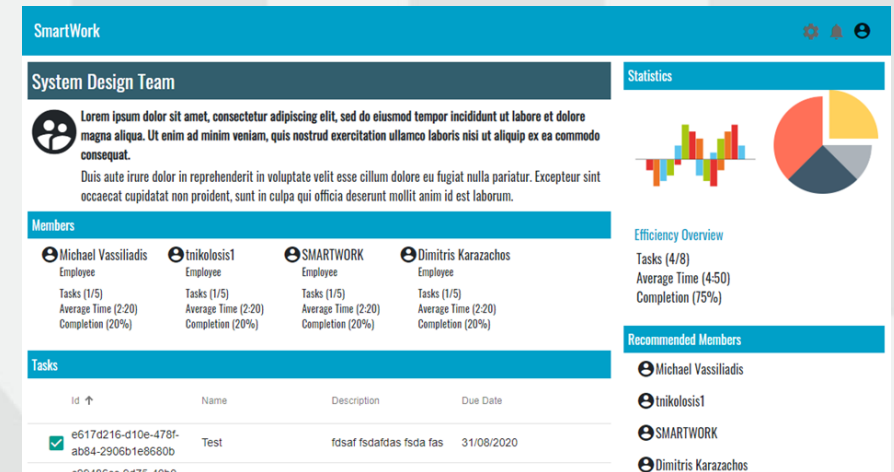 SmartWork
System Design Team
Lorem ipsum dolor sit amet, consectetur adipiscing elit, sed do eiusmod tempor incididunt ut labore et dolore
magna aliqua. Ut enim ad minim veniam, quis nostrud exercitation ullamco laboris nisi ut aliquip ex ea commodo
consequat.
Duis aute irure dolor in reprehenderit in voluptate velit esse cillum dolore eu fugiat nulla pariatur. Excepteur sint
occaecat cupidatat non proident, sunt in culpa qui officia deserunt mollit anim id est laborum.
Members
Michael Vassiliadis
Employee
Tasks (1/5)
Average Time (2:20)
Completion (20%)
tnikolosis1
Employee
Tasks (1/5)
Average Time (2:20)
Completion (20%)
SMARTWORK
Employee
Tasks (1/5)
Average Time (2:20)
Completion (20%)
Dimitris Karazachos
Employee
Tasks (1/5)
Average Time (2:20)
Completion (20%)
Tasks
Id ↑ Name Description Due Date
e617d216-d10e-478f-
ab84-2906b1e8680b
Test
fdsaf fsdafdas fsda fas
31/08/2020
Statistics
Efficiency Overview
Tasks (4/8)
Average Time (4:50)
Completion (75%)
Recommended Members
Michael Vassiliadis
tnikolosis1
SMARTWORK
Dimitris Karazachos